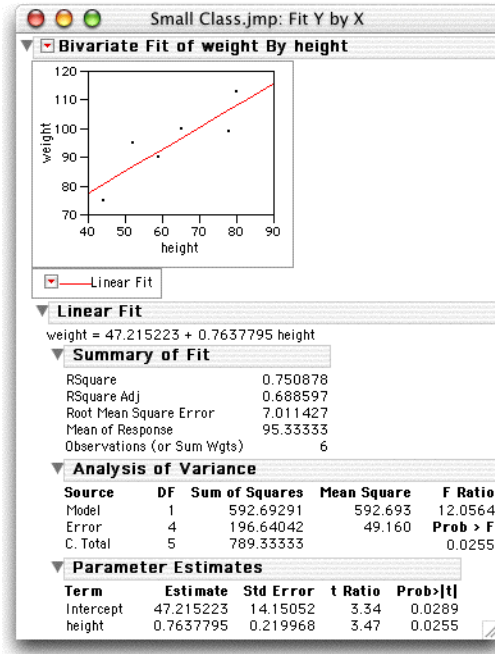 Small Class.jmp: Fit Y by X
Bivariate Fit of weight By height
120
110
100
90
80
70
weight
40 50 60 70 80 90
height
Linear Fit
Linear Fit
weight = 47.215223 + 0.7637795 height
Summary of Fit
RSquare 0.750878
RSquare Adj 0.688597
Root Mean Square Error 7.011427
Mean of Response 95.33333
Observations (or Sum Wgts) 6
Analysis of Variance
Source DF Sum of Squares Mean Square F Ratio
Model 1 592.69291 592.693 12.0564
Error 4 196.64042 49.160 Prob > F
C. Total 5 789.33333 0.0255
Parameter Estimates
Term Estimate Std Error t Ratio Prob>|t|
Intercept 47.215223 14.15052 3.34 0.0289
height 0.7637795 0.219968 3.47 0.0255